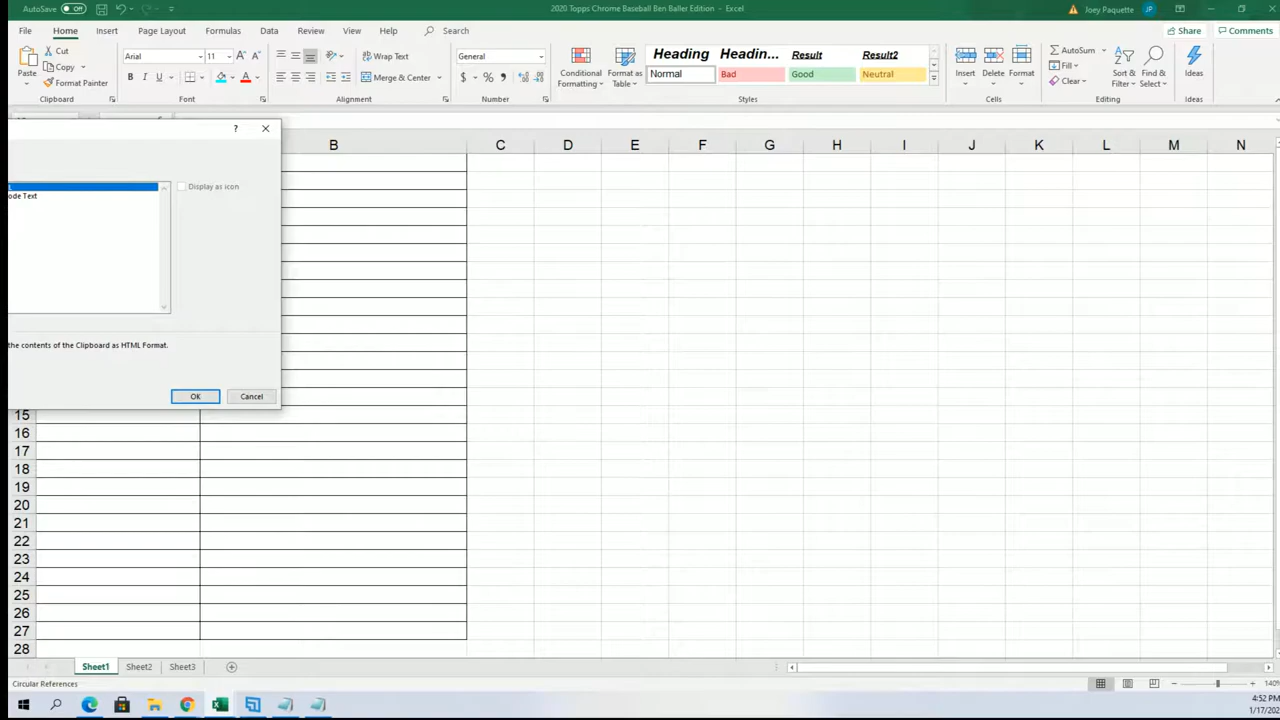 AutoSave Off 2020 Topps Chrome Baseball Ben Baller Edition - Excel Joey Paquette JP
File Home Insert Page Layout Formulas Data Review View Help Search Share Comments
Paste Cut Copy Format Painter Clipboard
Arial 11 B I U A Font
Wrap Text Merge & Center Alignment
General $ % Number
Conditional Formatting Format as Table
Heading Headin... Result Result2
Normal Bad Good Neutral
Styles
Insert Delete Format Cells
AutoSum Fill Clear Sort & Filter Find & Select Editing
Ideas
Ideas
?
B C D E F G H I J K L M N
Display as icon
ode Text
the contents of the Clipboard as HTML Format.
OK Cancel
15
16
17
18
19
20
21
22
23
24
25
26
27
28
Sheet1 Sheet2 Sheet3
Circular References 140%
4:52 PM
1/17/202